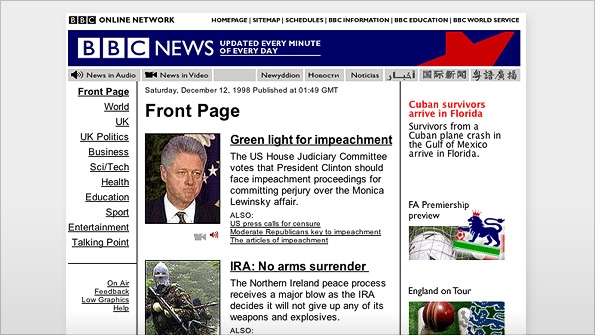 BBC ONLINE NETWORK
HOMEPAGE | SITEMAP | SCHEDULES | BBC INFORMATION | BBC EDUCATION | BBC WORLD SERVICE
BBC NEWS UPDATED EVERY MINUTE
OF EVERY DAY
News in Audio News in Video Newyddion Новости Noticias أخبار 国际新闻 粤语广播
Front Page
World
UK
UK Politics
Business
Sci/Tech
Health
Education
Sport
Entertainment
Talking Point
On Air
Feedback
Low Graphics
Help
Saturday, December 12, 1998 Published at 01:49 GMT
Front Page
Green light for impeachment
The US House Judiciary Committee
votes that President Clinton should
face impeachment proceedings for
committing perjury over the Monica
Lewinsky affair.
ALSO:
US press calls for censure
Moderate Republicans key to impeachment
The articles of impeachment
IRA: No arms surrender
The Northern Ireland peace process
receives a major blow as the IRA
decides it will not give up any of its
weapons and explosives.
ALSO:
Cuban survivors
arrive in Florida
Survivors from a
Cuban plane crash in
the Gulf of Mexico
arrive in Florida.
FA Premiership
preview
England on Tour